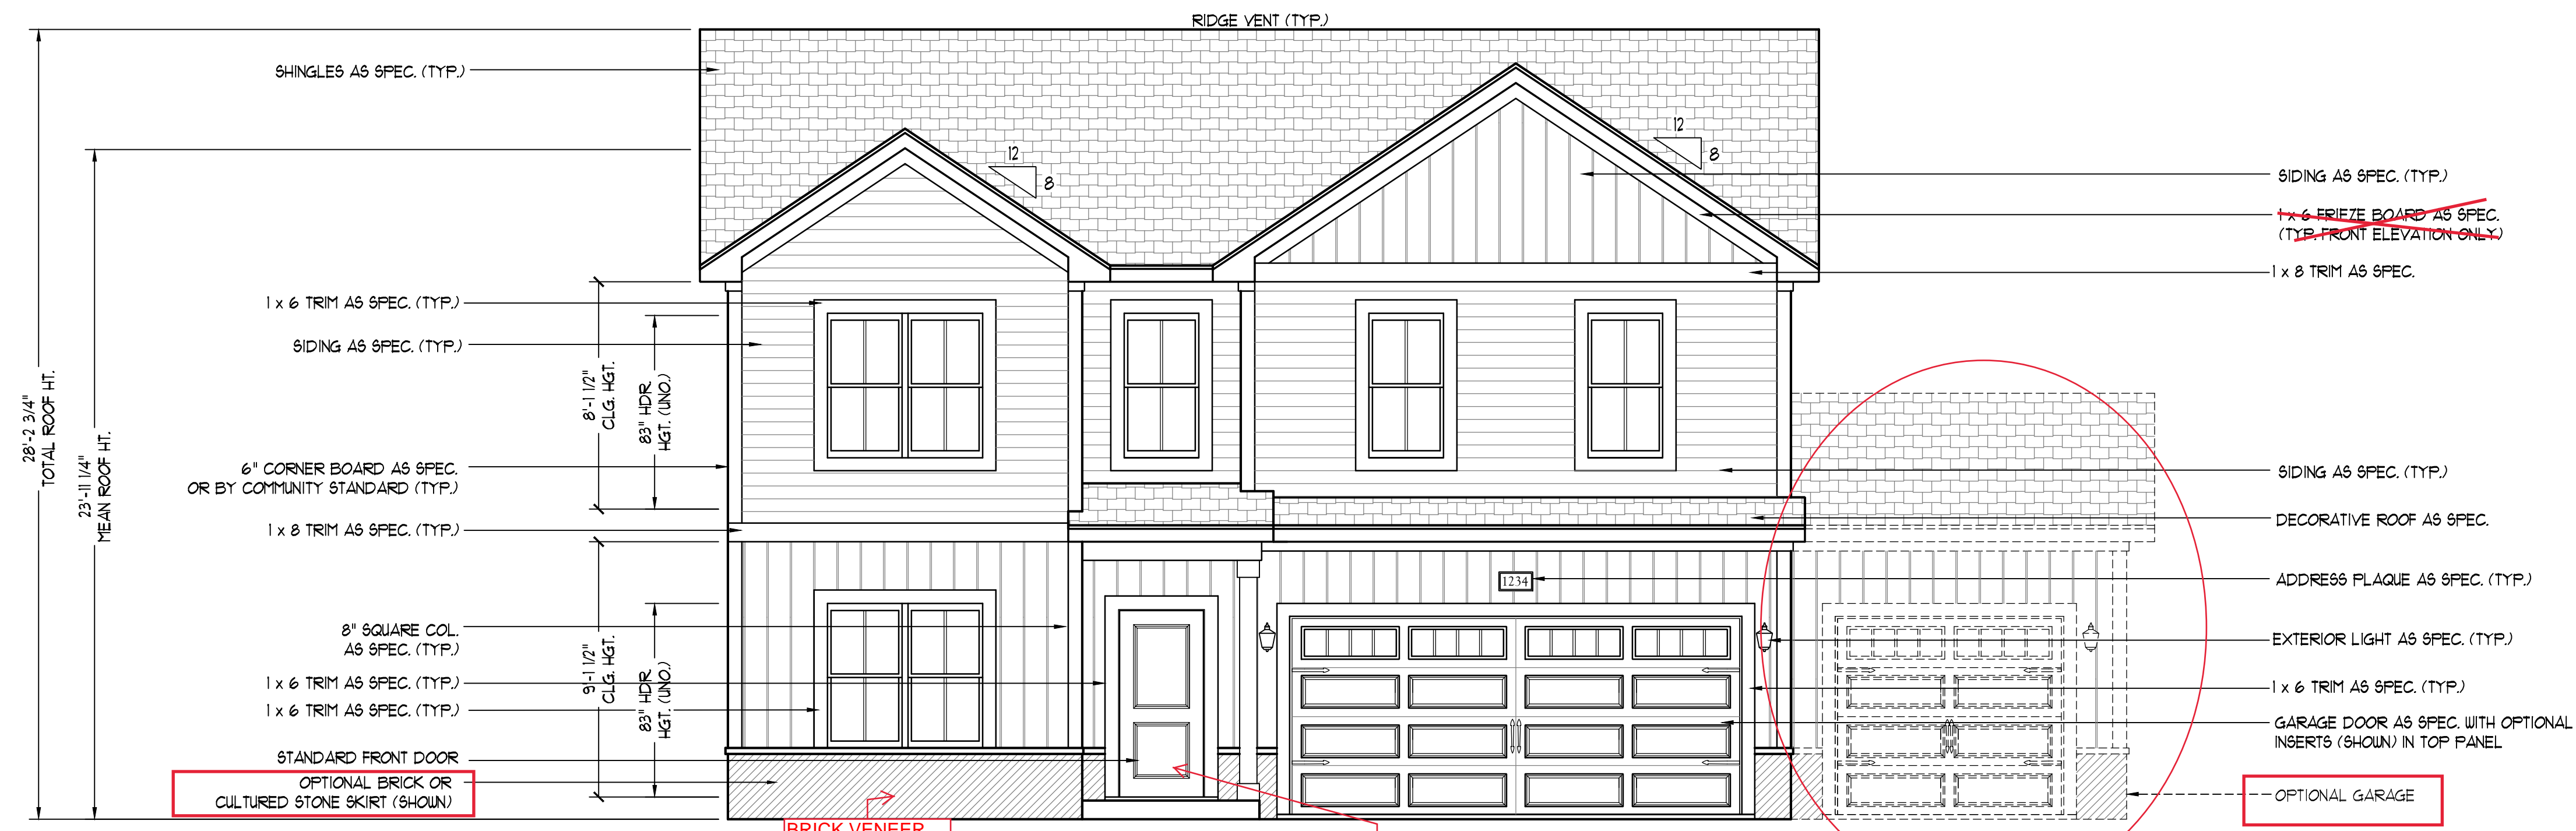 RIDGE VENT (TYP.)
SHINGLES AS SPEC. (TYP.)
12
8
12
8
SIDING AS SPEC. (TYP.)
1 x 6 FRIEZE BOARD AS SPEC.
(TYP. FRONT ELEVATION ONLY)
1 x 8 TRIM AS SPEC.
1 x 6 TRIM AS SPEC. (TYP.)
SIDING AS SPEC. (TYP.)
28'-2 3/4"
TOTAL ROOF HT.
23'-11 1/4"
MEAN ROOF HT.
8'-1 1/2"
CLG. HGT.
83" HDR.
HGT. (UNO.)
6" CORNER BOARD AS SPEC.
OR BY COMMUNITY STANDARD (TYP.)
SIDING AS SPEC. (TYP.)
1 x 8 TRIM AS SPEC. (TYP.)
DECORATIVE ROOF AS SPEC.
1234
ADDRESS PLAQUE AS SPEC. (TYP.)
8" SQUARE COL.
AS SPEC. (TYP.)
9'-1 1/2"
CLG. HGT.
83" HDR.
HGT. (UNO.)
EXTERIOR LIGHT AS SPEC. (TYP.)
1 x 6 TRIM AS SPEC. (TYP.)
1 x 6 TRIM AS SPEC. (TYP.)
1 x 6 TRIM AS SPEC. (TYP.)
GARAGE DOOR AS SPEC. WITH OPTIONAL
INSERTS (SHOWN) IN TOP PANEL
STANDARD FRONT DOOR
OPTIONAL BRICK OR
CULTURED STONE SKIRT (SHOWN)
OPTIONAL GARAGE
BRICK VENEER